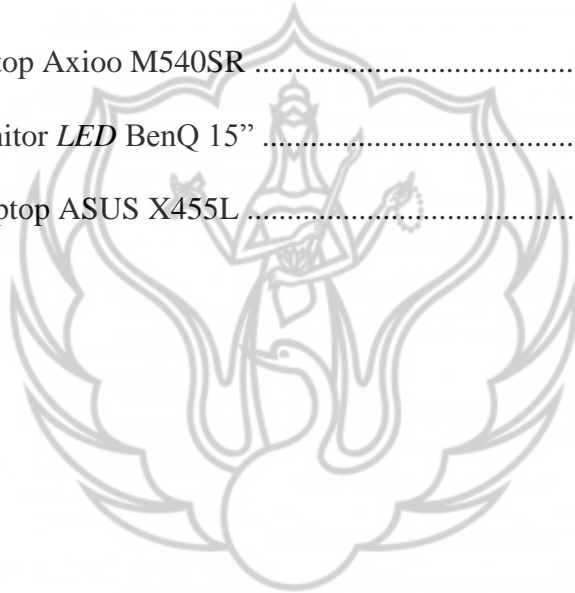 top Axioo M540SR ........................................
nitor LED BenQ 15” .......................................
ptop ASUS X455L .........................................